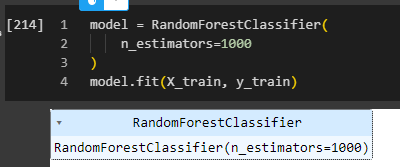 [214]
1 model = RandomForestClassifier(
2     n_estimators=1000
3 )
4 model.fit(X_train, y_train)
RandomForestClassifier
RandomForestClassifier(n_estimators=1000)